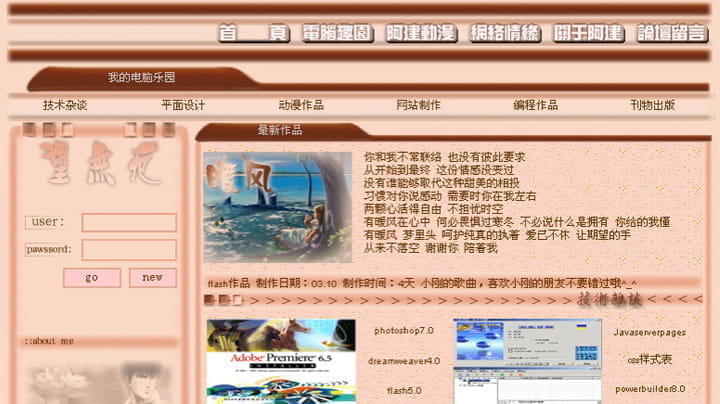 首 頁 電腦趣園 阿建動漫 網絡情緣 關于阿建 論壇留言
我的电脑乐园
技术杂谈 平面设计 动漫作品 网站制作 编程作品 刊物出版
最新作品
user:
pawssord:
go new
::about me
暖风
你和我不常联络 也没有彼此要求
从开始到最终 这份情感没变过
没有谁能够取代这种甜美的相投
习惯对你说感动 需要时你在我左右
两颗心活得自由 不担忧时空
有暖风在心中 何必畏惧过寒冬 不必说什么是拥有 你给的我懂
有暖风 梦里头 呵护纯真的执著 爱已不休 让期望的手
从来不落空 谢谢你 陪著我
flash作品 制作日期:03.10 制作时间:4天 小刚的歌曲,喜欢小刚的朋友不要错过哦^_^
> > > > > > > > > > > > > > > > > > > > 技術雜談 < < < < <
Adobe Premiere 6.5
INSTALLER
photoshop7.0
dreamweaver4.0
flash5.0
Javaserverpages
css样式表
powerbuilder8.0